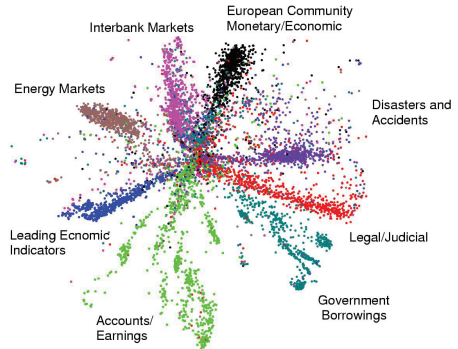 European Community
Monetary/Economic
Interbank Markets
Energy Markets
Disasters and
Accidents
Leading Ecnomic
Indicators
Legal/Judicial
Government
Borrowings
Accounts/
Earnings